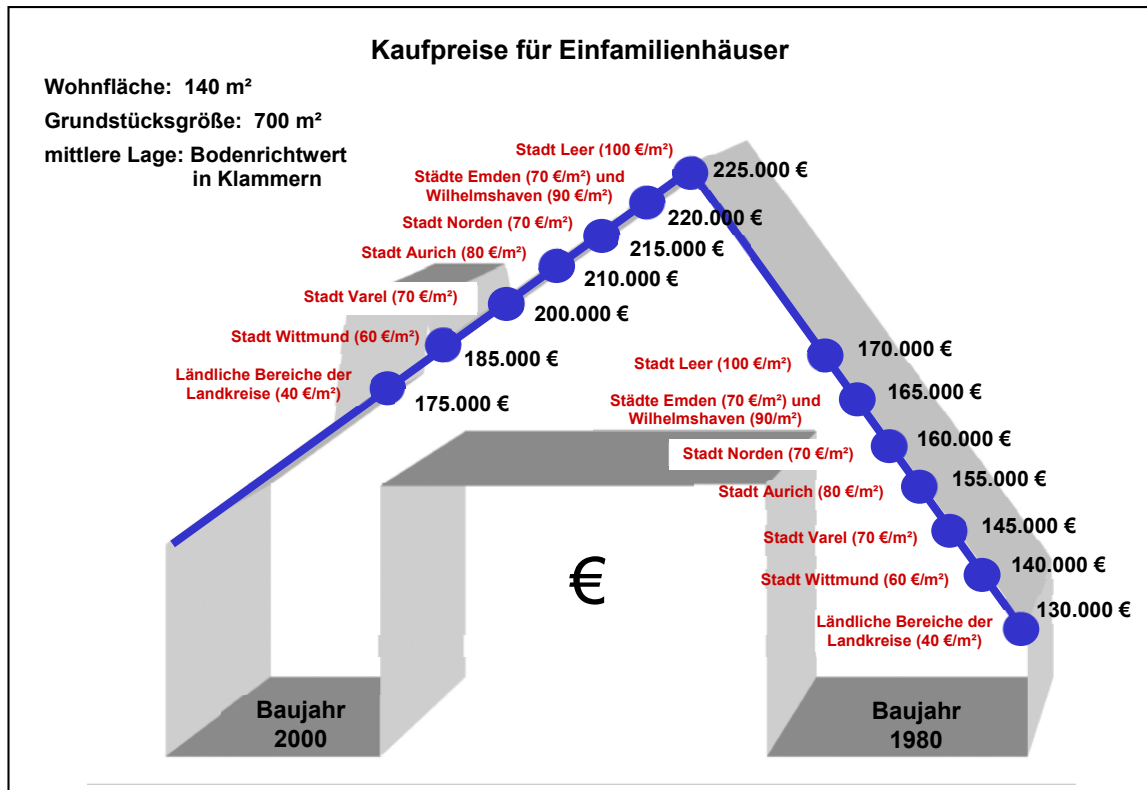 Kaufpreise für Einfamilienhäuser
Wohnfläche: 140 m²
Grundstücksgröße: 700 m²
mittlere Lage: Bodenrichtwert
in Klammern
Stadt Leer (100 €/m²)
225.000 €
Städte Emden (70 €/m²) und
Wilhelmshaven (90 €/m²)
220.000 €
Stadt Norden (70 €/m²)
215.000 €
Stadt Aurich (80 €/m²)
210.000 €
Stadt Varel (70 €/m²)
200.000 €
Stadt Wittmund (60 €/m²)
185.000 €
Ländliche Bereiche der
Landkreise (40 €/m²)
175.000 €
Stadt Leer (100 €/m²)
170.000 €
Städte Emden (70 €/m²) und
Wilhelmshaven (90/m²)
165.000 €
Stadt Norden (70 €/m²)
160.000 €
Stadt Aurich (80 €/m²)
155.000 €
Stadt Varel (70 €/m²)
145.000 €
Stadt Wittmund (60 €/m²)
140.000 €
Ländliche Bereiche der
Landkreise (40 €/m²)
130.000 €
€
Baujahr
2000
Baujahr
1980